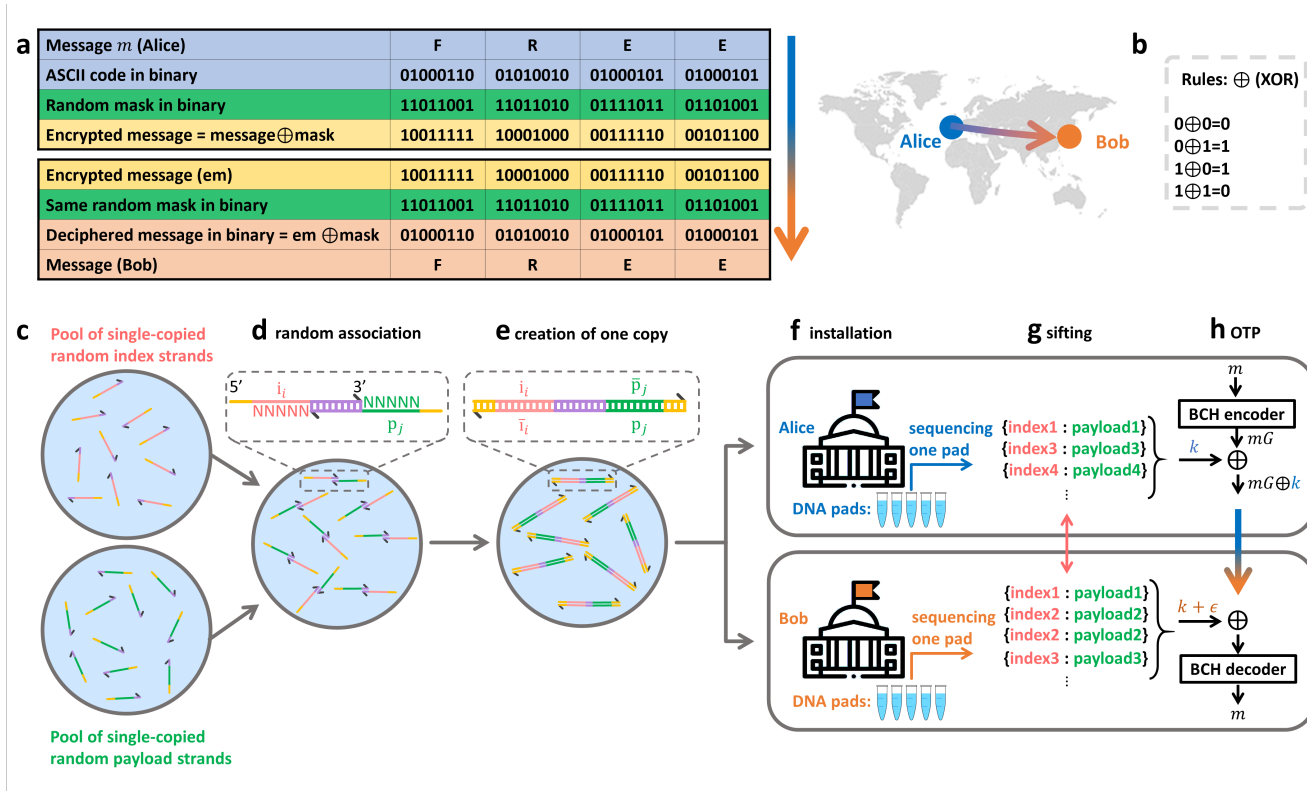 a
Message m (Alice) F R E E
ASCII code in binary 01000110 01010010 01000101 01000101
Random mask in binary 11011001 11011010 01111011 01101001
Encrypted message = message⊕mask 10011111 10001000 00111110 00101100
Encrypted message (em) 10011111 10001000 00111110 00101100
Same random mask in binary 11011001 11011010 01111011 01101001
Deciphered message in binary = em ⊕mask 01000110 01010010 01000101 01000101
Message (Bob) F R E E
Alice
Bob
b
Rules: ⊕ (XOR)
0⊕0=0
0⊕1=1
1⊕0=1
1⊕1=0
c
Pool of single-copied
random index strands
Pool of single-copied
random payload strands
d random association
5’ i_i 3’
NNNNN
NNNNN
p_j
e creation of one copy
i_i p̄_j
ī_i p_j
f installation
Alice
sequencing
one pad
DNA pads:
Bob
sequencing
one pad
DNA pads:
g sifting
{index1 : payload1}
{index3 : payload3}
{index4 : payload4}
⋮
{index1 : payload1}
{index2 : payload2}
{index2 : payload2}
{index3 : payload3}
⋮
h OTP
m
BCH encoder
mG
k
⊕
mG⊕k
k + ϵ
⊕
BCH decoder
m